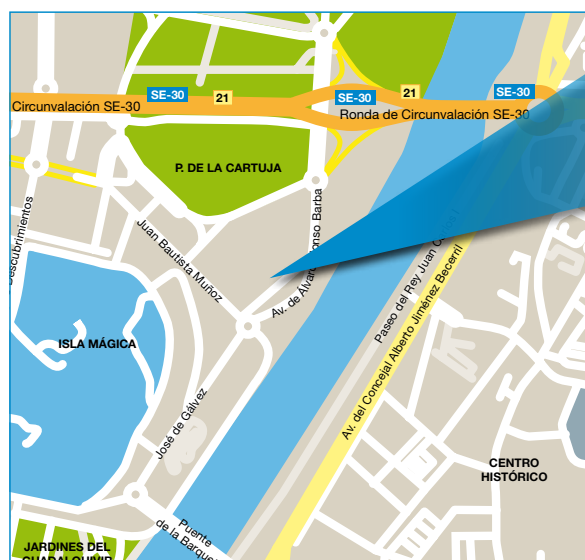 SE-30
21
SE-30
21
SE-30
Circunvalación SE-30
Ronda de Circunvalación SE-30
P. DE LA CARTUJA
Descubrimientos
Juan Bautista Muñoz
Av. de Álvaro Alonso Barba
Paseo del Rey Juan Carlos I
Av. del Concejal Alberto Jiménez Becerril
ISLA MÁGICA
José de Gálvez
CENTRO
HISTÓRICO
Puente
de la Barqueta
JARDINES DEL
GUADALQUIVIR